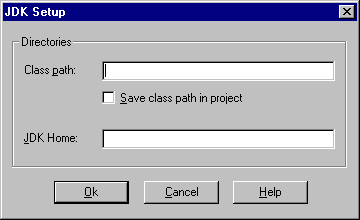 JDK Setup
Directories
Class path:
Save class path in project
JDK Home:
Ok Cancel Help